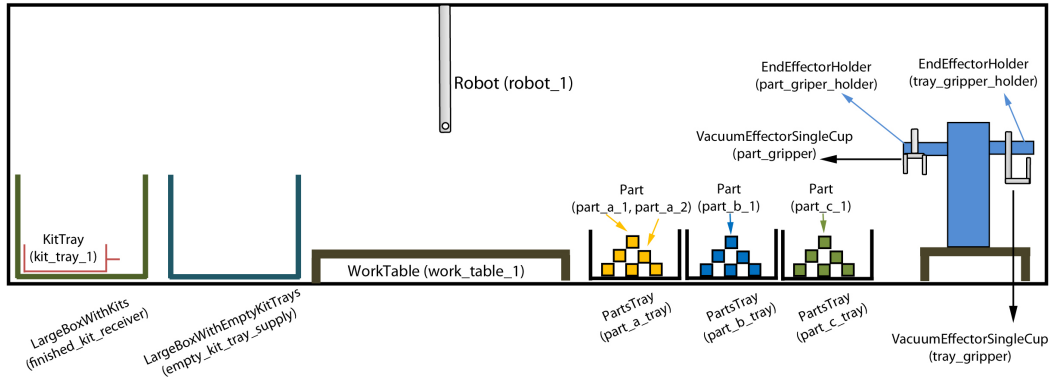 Robot (robot_1)
EndEffectorHolder
(part_griper_holder)
EndEffectorHolder
(tray_gripper_holder)
VacuumEffectorSingleCup
(part_gripper)
Part
(part_a_1, part_a_2)
Part
(part_b_1)
Part
(part_c_1)
KitTray
(kit_tray_1)
WorkTable (work_table_1)
LargeBoxWithKits
(finished_kit_receiver)
LargeBoxWithEmptyKitTrays
(empty_kit_tray_supply)
PartsTray
(part_a_tray)
PartsTray
(part_b_tray)
PartsTray
(part_c_tray)
VacuumEffectorSingleCup
(tray_gripper)